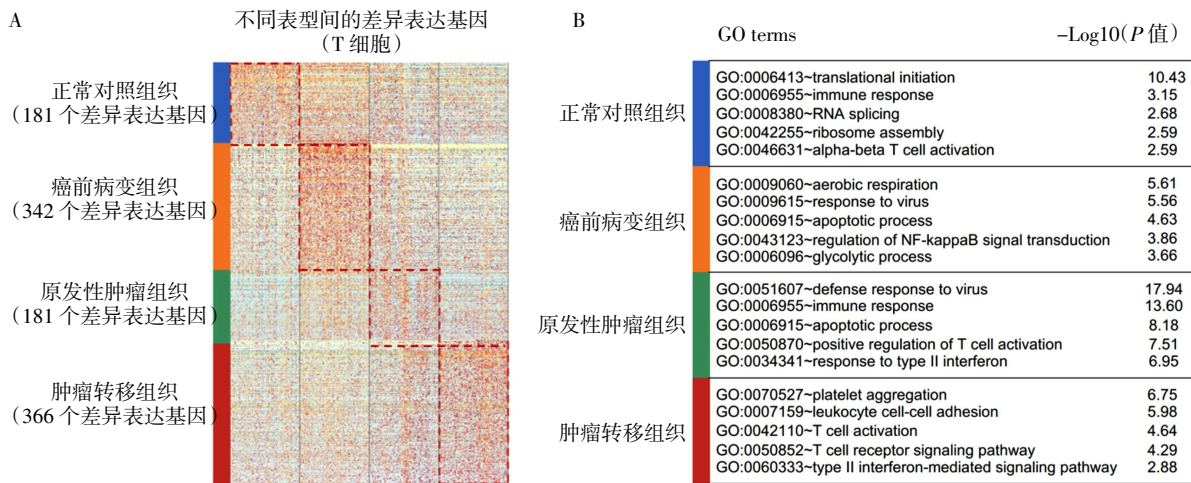 A
不同表型间的差异表达基因
（T 细胞）
正常对照组织
（181 个差异表达基因）
癌前病变组织
（342 个差异表达基因）
原发性肿瘤组织
（181 个差异表达基因）
肿瘤转移组织
（366 个差异表达基因）
B
GO terms −Log10(P 值)
正常对照组织
GO:0006413~translational initiation 10.43
GO:0006955~immune response 3.15
GO:0008380~RNA splicing 2.68
GO:0042255~ribosome assembly 2.59
GO:0046631~alpha-beta T cell activation 2.59
癌前病变组织
GO:0009060~aerobic respiration 5.61
GO:0009615~response to virus 5.56
GO:0006915~apoptotic process 4.63
GO:0043123~regulation of NF-kappaB signal transduction 3.86
GO:0006096~glycolytic process 3.66
原发性肿瘤组织
GO:0051607~defense response to virus 17.94
GO:0006955~immune response 13.60
GO:0006915~apoptotic process 8.18
GO:0050870~positive regulation of T cell activation 7.51
GO:0034341~response to type II interferon 6.95
肿瘤转移组织
GO:0070527~platelet aggregation 6.75
GO:0007159~leukocyte cell-cell adhesion 5.98
GO:0042110~T cell activation 4.64
GO:0050852~T cell receptor signaling pathway 4.29
GO:0060333~type II interferon-mediated signaling pathway 2.88